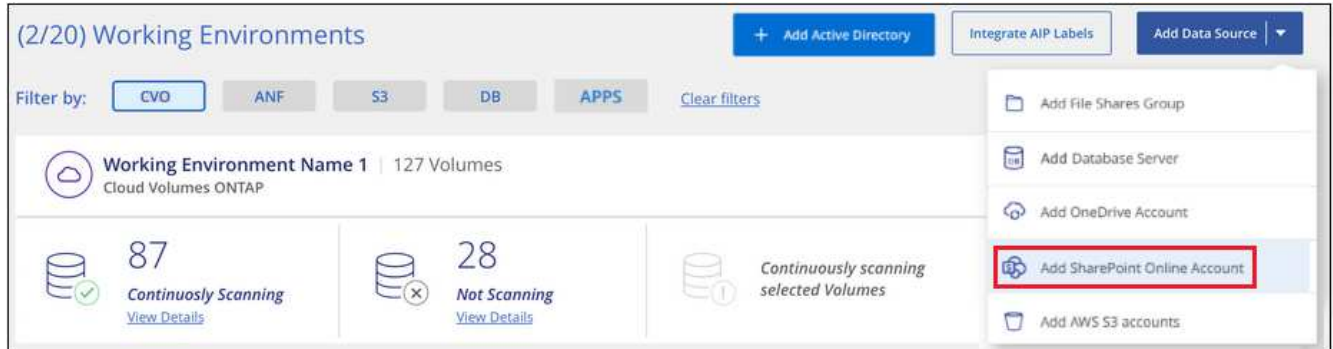 (2/20) Working Environments
+ Add Active Directory
Integrate AIP Labels
Add Data Source
Filter by: CVO ANF S3 DB APPS Clear filters
Add File Shares Group
Working Environment Name 1 | 127 Volumes
Cloud Volumes ONTAP
DB Add Database Server
Add OneDrive Account
87
Continuosly Scanning
View Details
28
Not Scanning
View Details
Continuously scanning
selected Volumes
Add SharePoint Online Account
Add AWS S3 accounts